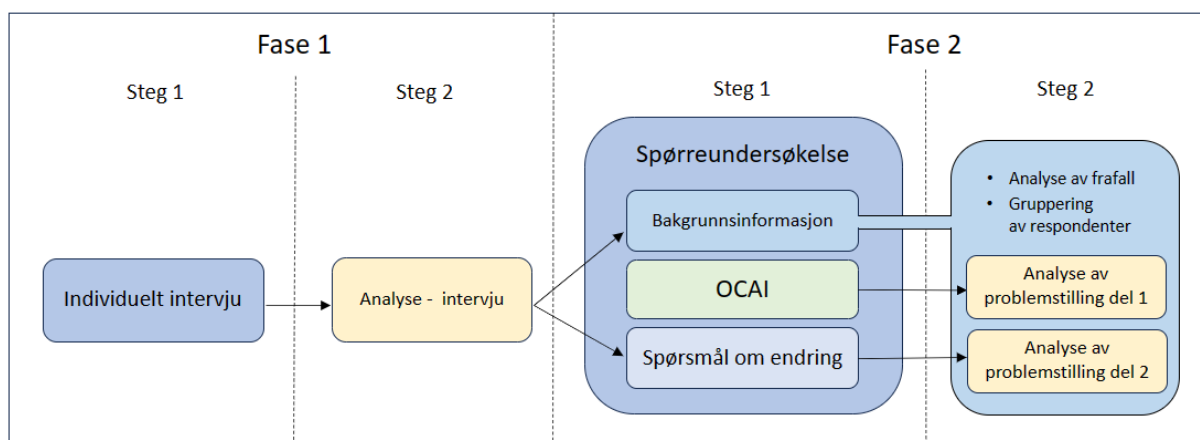 Fase 1
Fase 2
Steg 1
Steg 2
Steg 1
Steg 2
Individuelt intervju
Analyse - intervju
Spørreundersøkelse
Bakgrunnsinformasjon
OCAI
Spørsmål om endring
• Analyse av frafall
• Gruppering
av respondenter
Analyse av
problemstilling del 1
Analyse av
problemstilling del 2